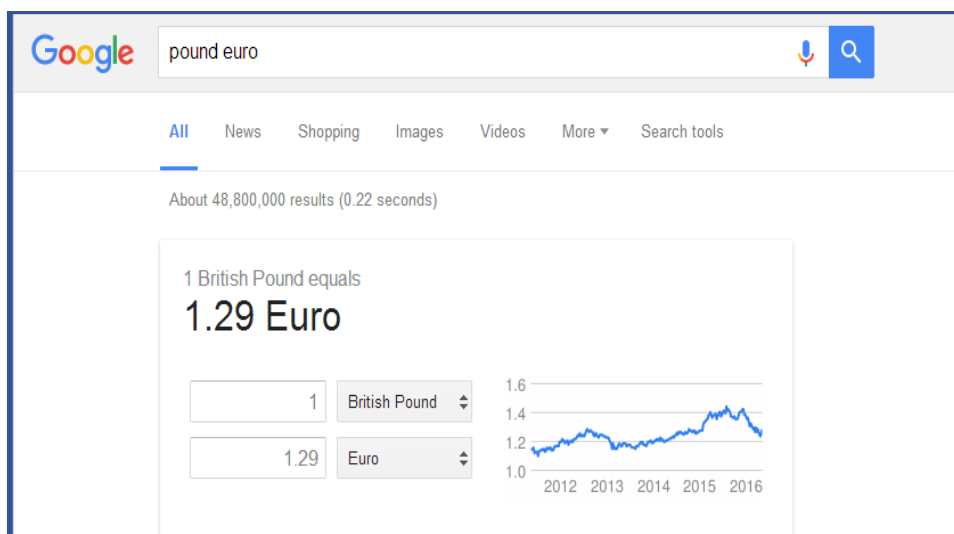 Google pound euro
All News Shopping Images Videos More Search tools
About 48,800,000 results (0.22 seconds)
1 British Pound equals
1.29 Euro
1 British Pound
1.29 Euro
1.6
1.4
1.2
1.0
2012 2013 2014 2015 2016